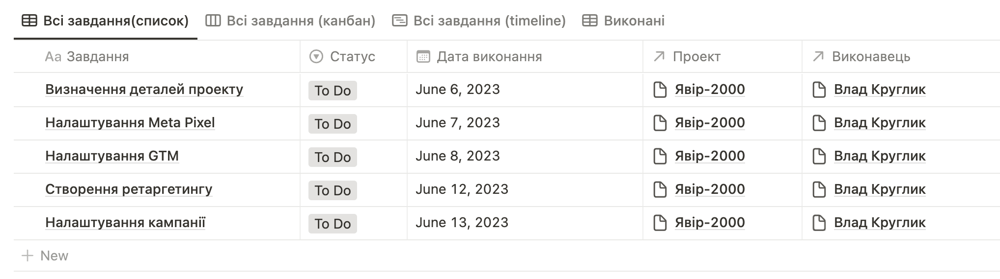 Всі завдання(список) Всі завдання (канбан) Всі завдання (timeline) Виконані
Aa Завдання Статус Дата виконання Проект Виконавець
Визначення деталей проекту To Do June 6, 2023 Явір-2000 Влад Круглик
Налаштування Meta Pixel To Do June 7, 2023 Явір-2000 Влад Круглик
Налаштування GTM To Do June 8, 2023 Явір-2000 Влад Круглик
Створення ретаргетингу To Do June 12, 2023 Явір-2000 Влад Круглик
Налаштування кампанії To Do June 13, 2023 Явір-2000 Влад Круглик
New